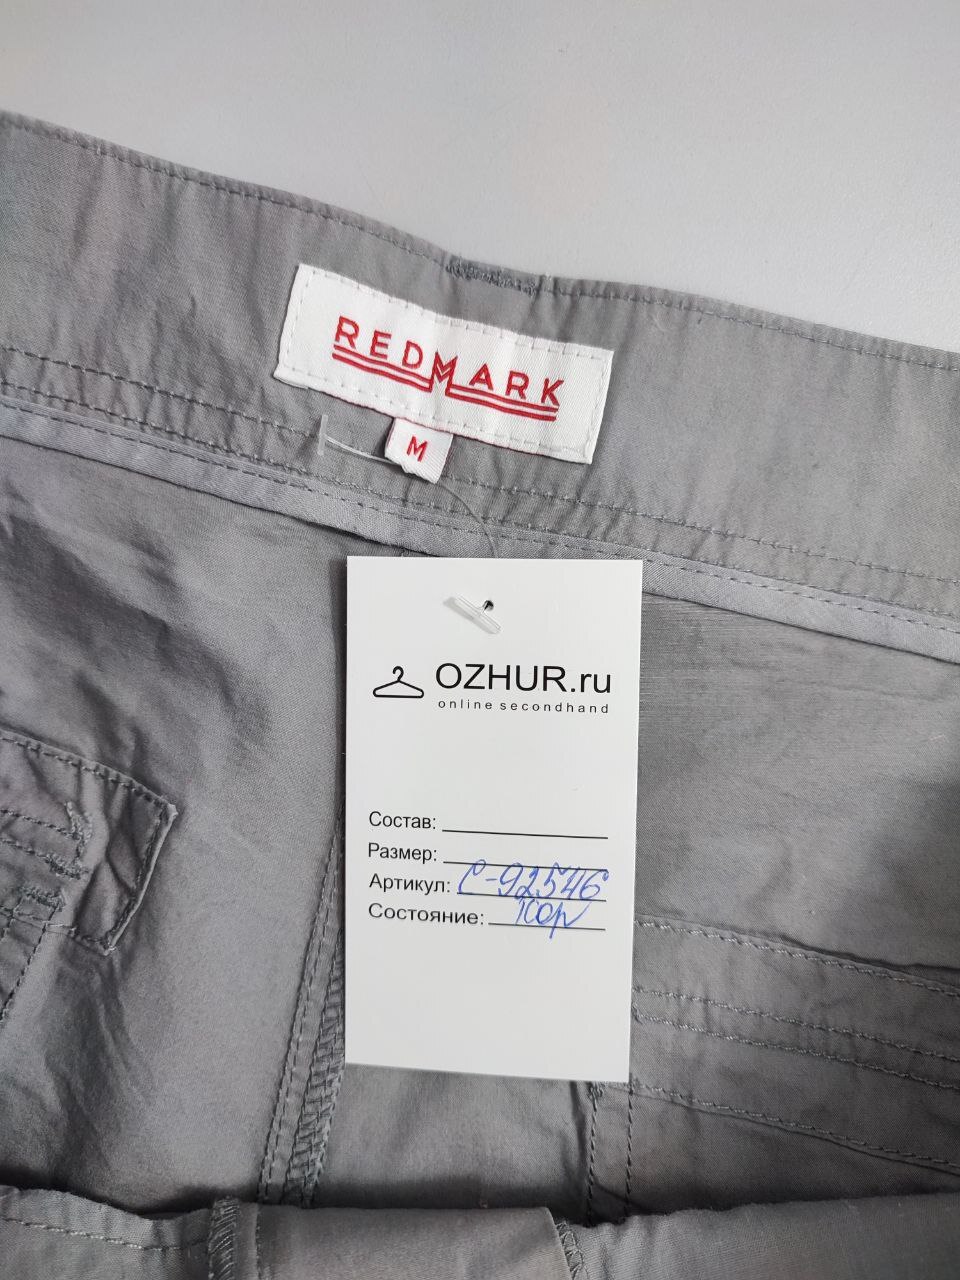 REDMARK
M
OZHUR.ru
online secondhand
Состав:
Размер:
Артикул: С-92546
Состояние: хор